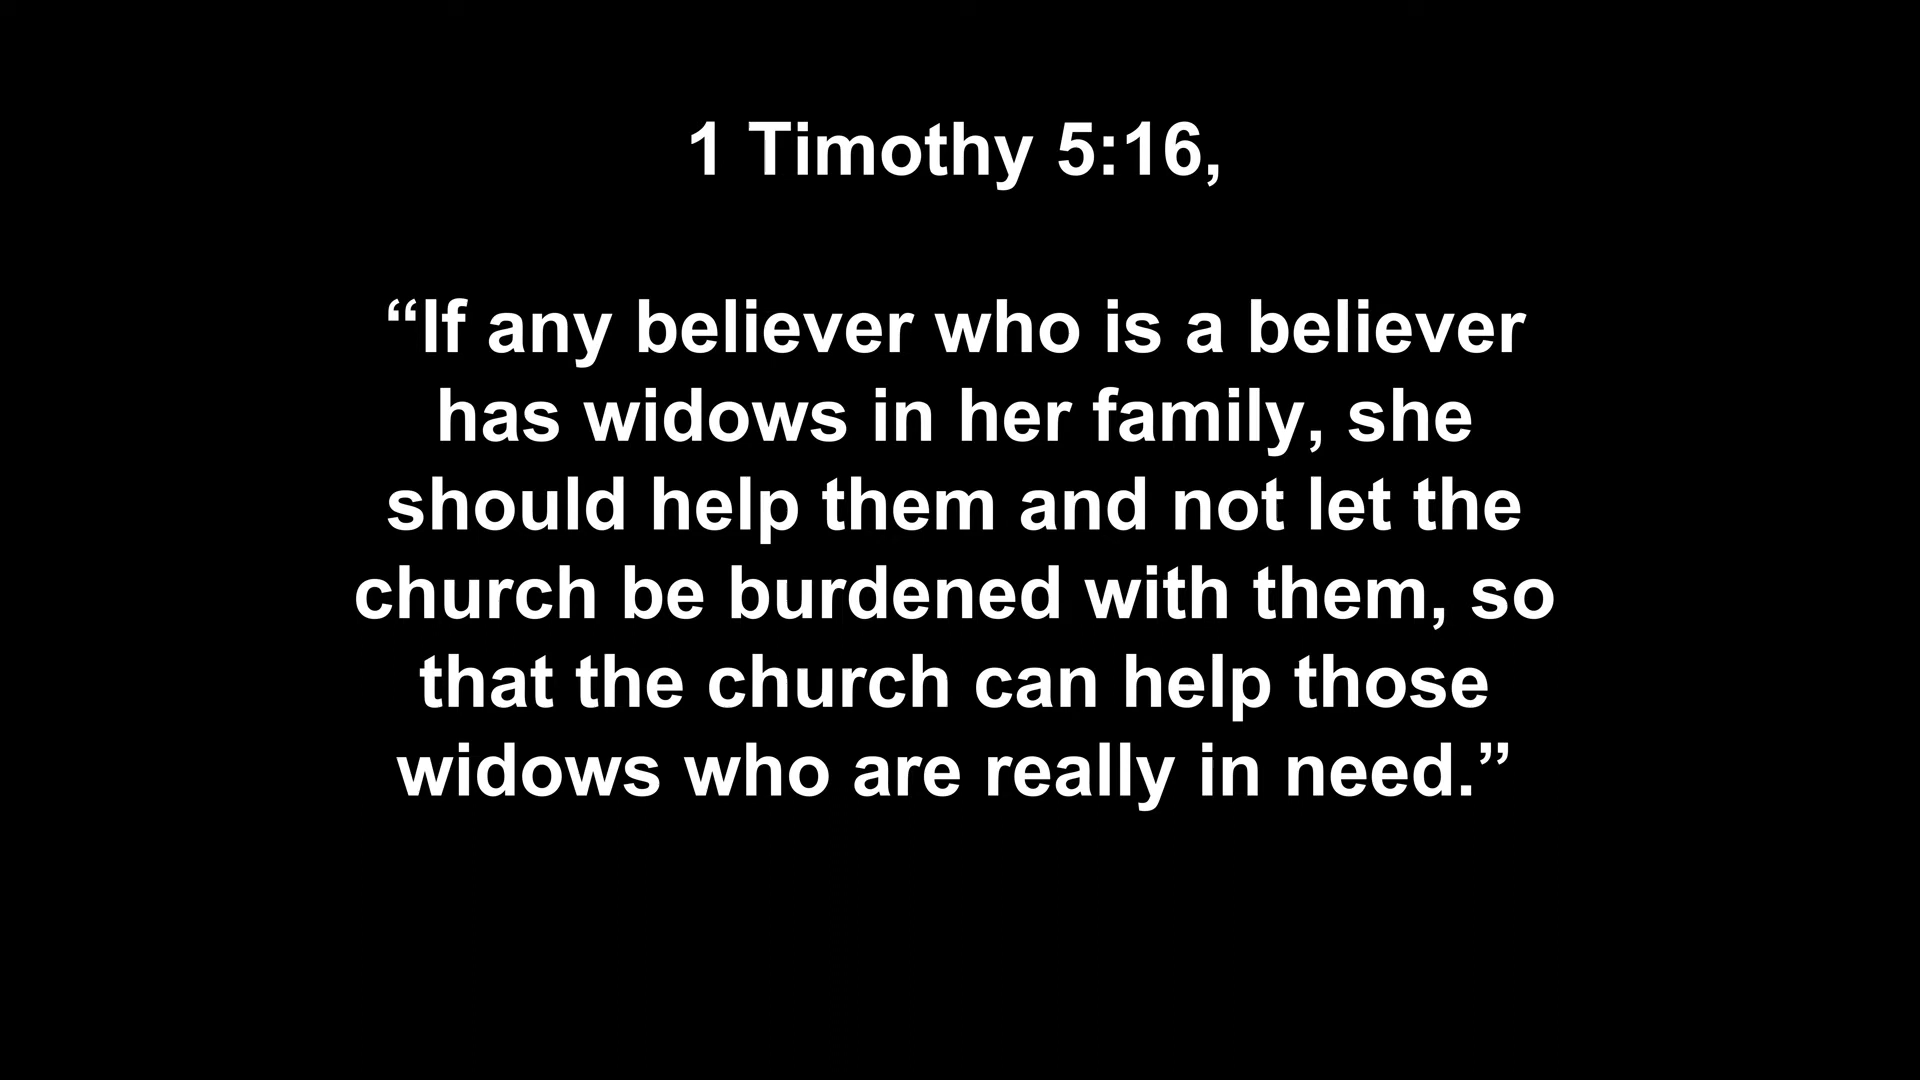 1 Timothy 5:16,
“If any believer who is a believer
has widows in her family, she
should help them and not let the
church be burdened with them, so
that the church can help those
widows who are really in need.”